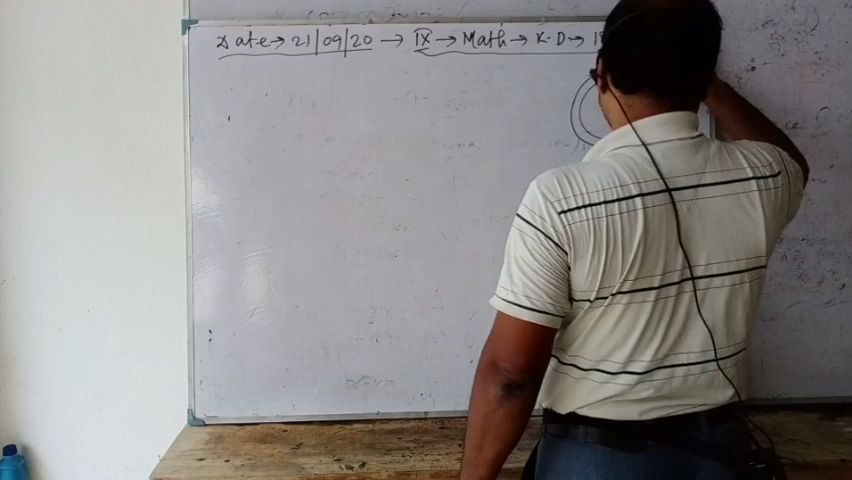 Date → 21/09/20 → IX → Math → K.D →